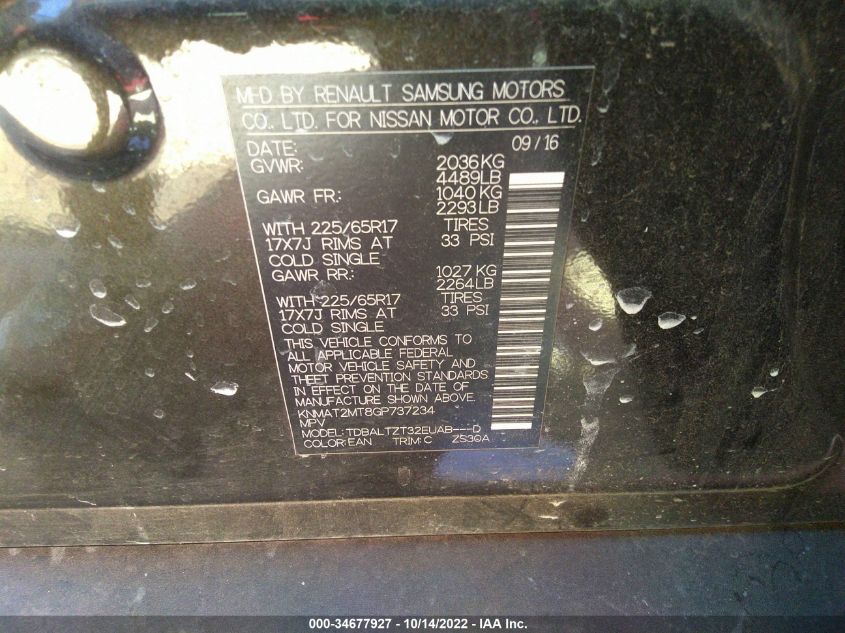 MFD BY RENAULT SAMSUNG MOTORS
CO., LTD. FOR NISSAN MOTOR CO., LTD.
DATE: 09/16
GVWR: 2036KG
4489LB
GAWR FR.: 1040KG
2293LB
WITH 225/65R17 TIRES
17X7J RIMS AT 33 PSI
COLD SINGLE
GAWR RR.: 1027 KG
2264LB
WITH 225/65R17 TIRES
17X7J RIMS AT 33 PSI
COLD SINGLE
THIS VEHICLE CONFORMS TO
ALL APPLICABLE FEDERAL
MOTOR VEHICLE SAFETY AND
THEFT PREVENTION STANDARDS
IN EFFECT ON THE DATE OF
MANUFACTURE SHOWN ABOVE.
KNMAT2MT8GP737234
MPV
MODEL: TDBALTZT32EUAB---D
COLOR:EAN TRIM: C ZS3QA
000-34677927 - 10/14/2022 - IAA Inc.